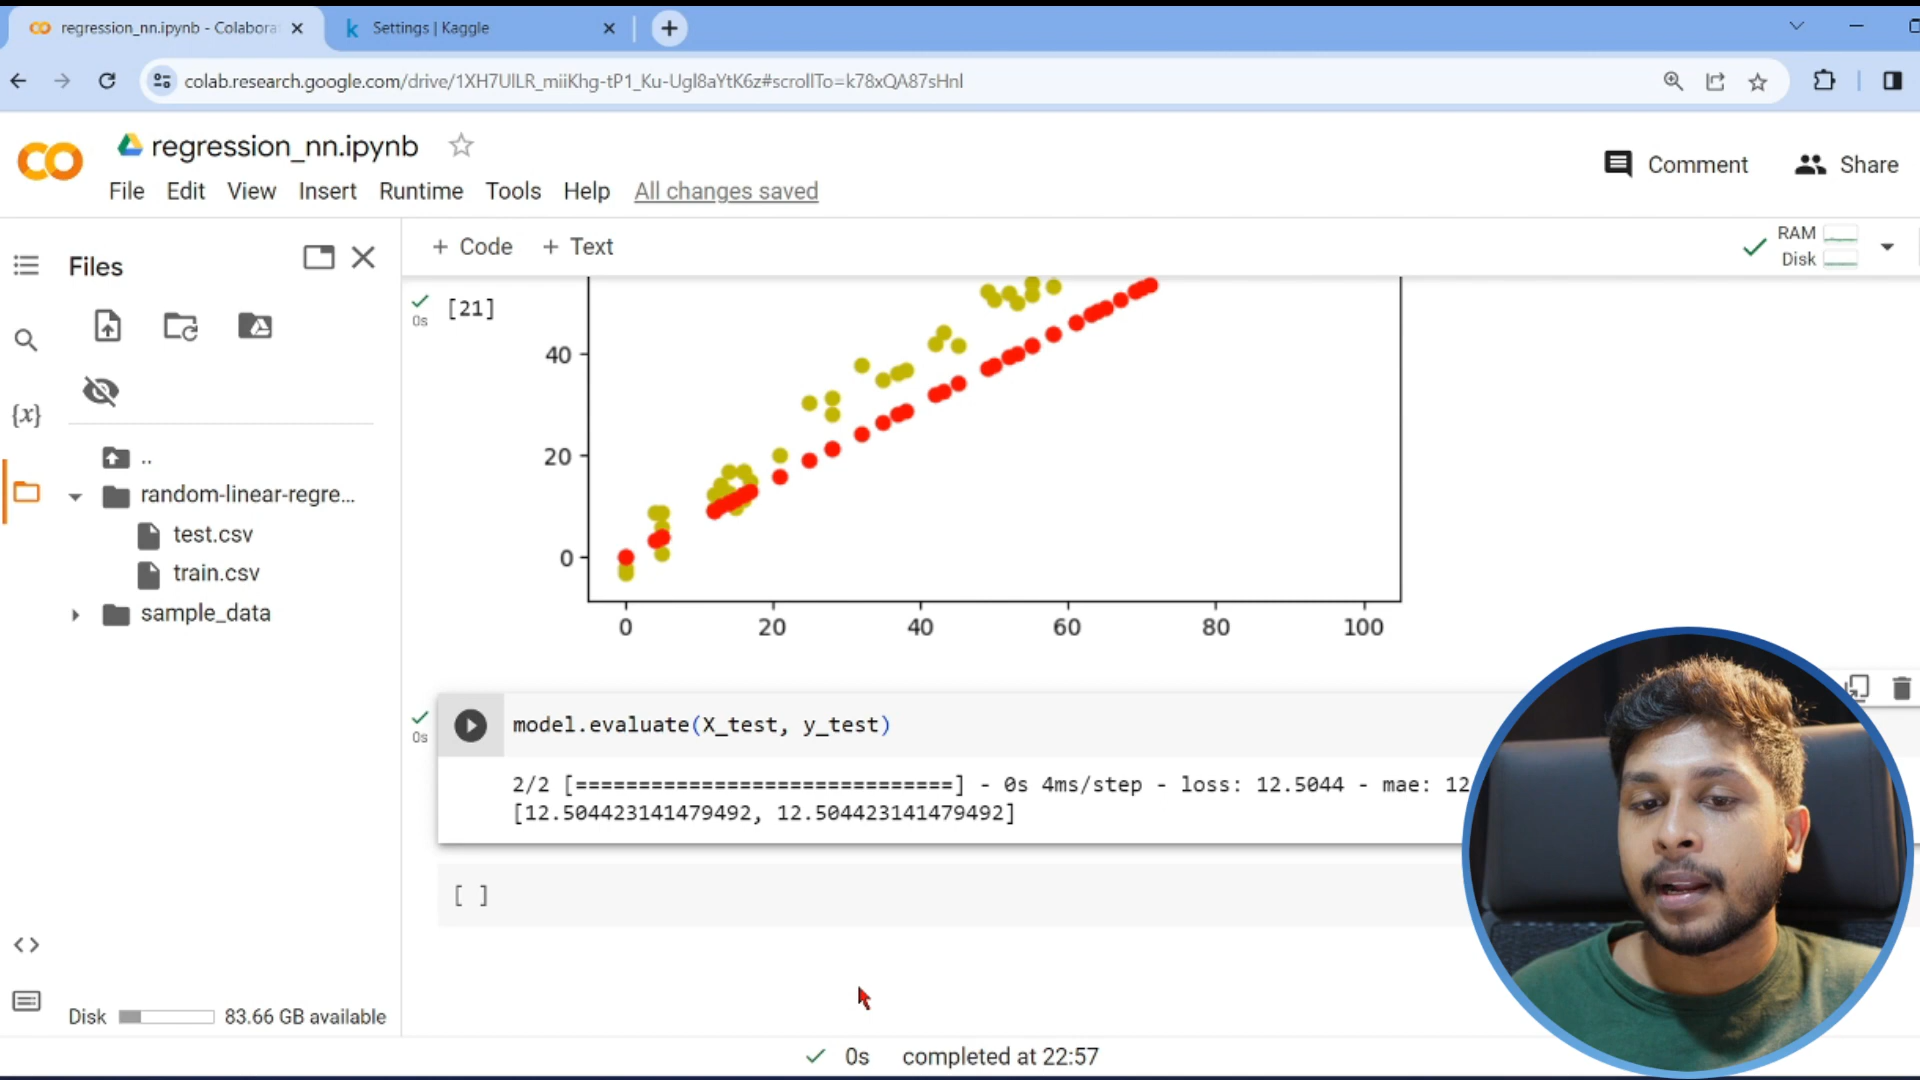 regression_nn.ipynb - Colabora
Settings | Kaggle
colab.research.google.com/drive/1XH7UlLR_miiKhg-tP1_Ku-Ugl8aYtK6z#scrollTo=k78xQA87sHnl
regression_nn.ipynb
File Edit View Insert Runtime Tools Help All changes saved
Comment
Share
Files
+ Code + Text
RAM
Disk
[21]
0s
40
20
0
0 20 40 60 80 100
{x}
..
random-linear-regre...
test.csv
train.csv
sample_data
0s
model.evaluate(X_test, y_test)
2/2 [==============================] - 0s 4ms/step - loss: 12.5044 - mae: 12
[12.504423141479492, 12.504423141479492]
[ ]
Disk
83.66 GB available
0s completed at 22:57